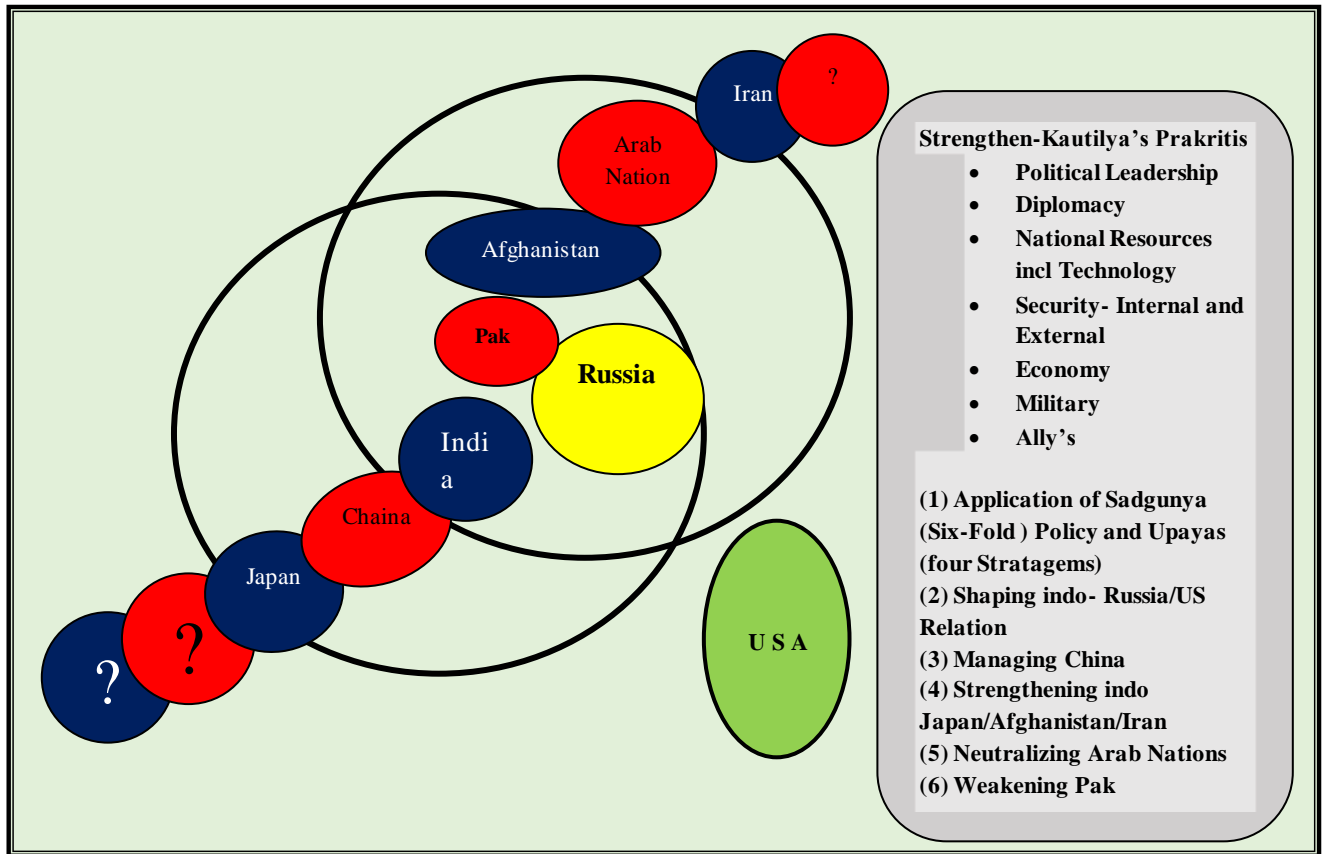 Iran
?
Arab
Nation
Afghanistan
Pak
Russia
Indi
a
Chaina
Japan
?
?
U S A
Strengthen-Kautilya's Prakritis
• Political Leadership
• Diplomacy
• National Resources
incl Technology
• Security- Internal and
External
• Economy
• Military
• Ally's
(1) Application of Sadgunya
(Six-Fold ) Policy and Upayas
(four Stratagems)
(2) Shaping indo- Russia/US
Relation
(3) Managing China
(4) Strengthening indo
Japan/Afghanistan/Iran
(5) Neutralizing Arab Nations
(6) Weakening Pak